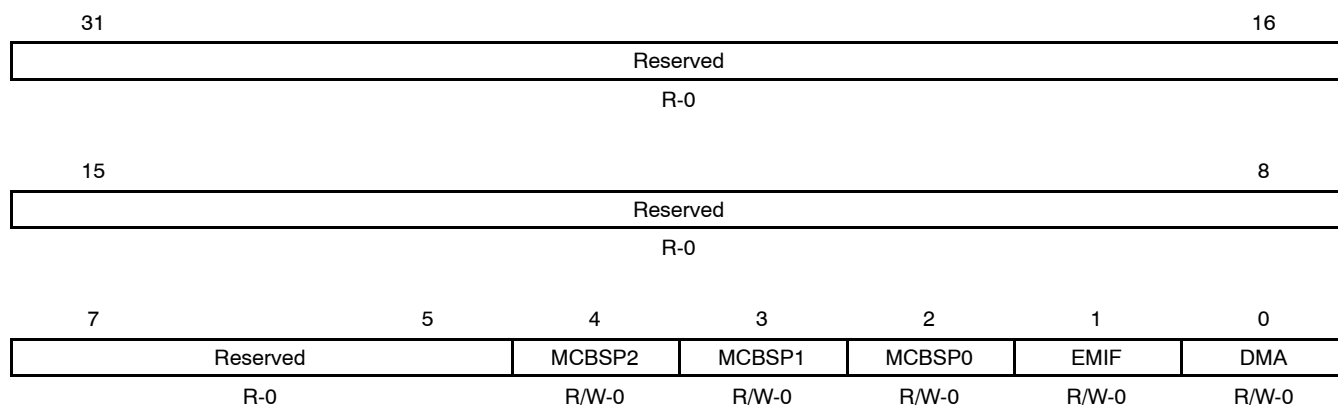 31 16
Reserved
R-0
15 8
Reserved
R-0
7 5 4 3 2 1 0
Reserved MCBSP2 MCBSP1 MCBSP0 EMIF DMA
R-0 R/W-0 R/W-0 R/W-0 R/W-0 R/W-0